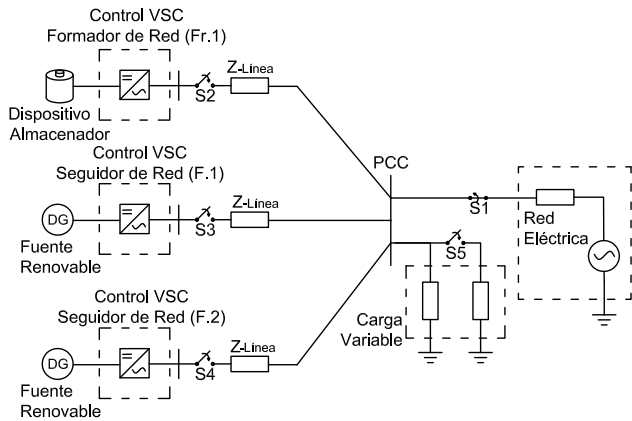 Control VSC
Formador de Red (Fr.1)
Z-Línea
S2
Dispositivo
Almacenador
Control VSC
Seguidor de Red (F.1)
Z-Línea
PCC
DG
S3
Fuente
Renovable
S1
Red
Eléctrica
S5
Control VSC
Seguidor de Red (F.2)
Z-Línea
Carga
Variable
DG
S4
Fuente
Renovable